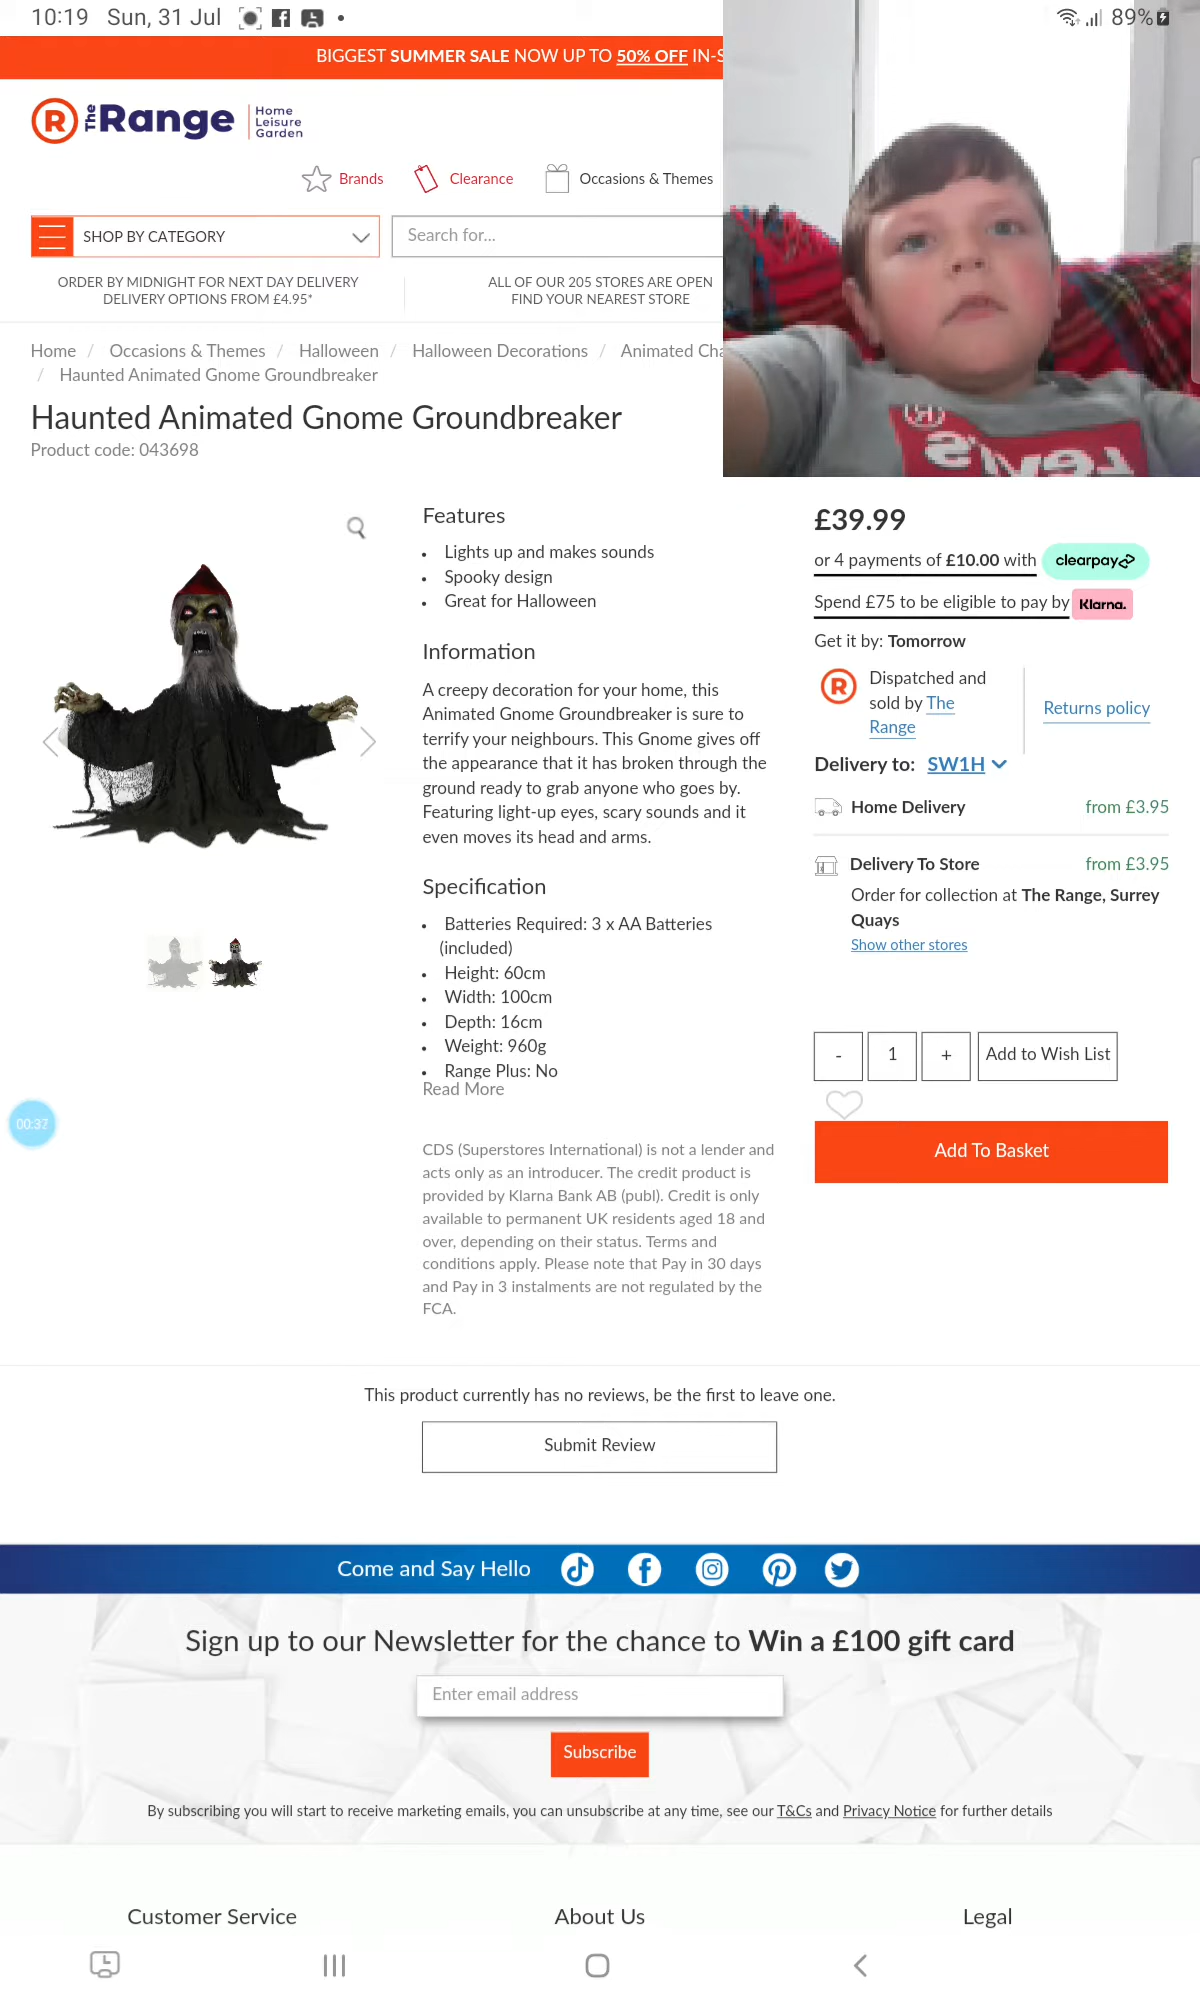 10:19 Sun, 31 Jul
89%
BIGGEST SUMMER SALE NOW UP TO 50% OFF IN-S
R The Range
Home
Leisure
Garden
Brands
Clearance
Occasions & Themes
SHOP BY CATEGORY
Search for...
ORDER BY MIDNIGHT FOR NEXT DAY DELIVERY
DELIVERY OPTIONS FROM £4.95*
ALL OF OUR 205 STORES ARE OPEN
FIND YOUR NEAREST STORE
Home / Occasions & Themes / Halloween / Halloween Decorations / Animated Cha
/ Haunted Animated Gnome Groundbreaker
Haunted Animated Gnome Groundbreaker
Product code: 043698
Levi's
Features
• Lights up and makes sounds
• Spooky design
• Great for Halloween
Information
A creepy decoration for your home, this
Animated Gnome Groundbreaker is sure to
terrify your neighbours. This Gnome gives off
the appearance that it has broken through the
ground ready to grab anyone who goes by.
Featuring light-up eyes, scary sounds and it
even moves its head and arms.
Specification
• Batteries Required: 3 x AA Batteries
(included)
• Height: 60cm
• Width: 100cm
• Depth: 16cm
• Weight: 960g
• Range Plus: No
Read More
CDS (Superstores International) is not a lender and
acts only as an introducer. The credit product is
provided by Klarna Bank AB (publ). Credit is only
available to permanent UK residents aged 18 and
over, depending on their status. Terms and
conditions apply. Please note that Pay in 30 days
and Pay in 3 instalments are not regulated by the
FCA.
£39.99
or 4 payments of £10.00 with clearpay
Spend £75 to be eligible to pay by Klarna.
Get it by: Tomorrow
R
Dispatched and
sold by The
Range
Returns policy
Delivery to: SW1H
Home Delivery from £3.95
Delivery To Store from £3.95
Order for collection at The Range, Surrey
Quays
Show other stores
- 1 + Add to Wish List
Add To Basket
00:37
This product currently has no reviews, be the first to leave one.
Submit Review
Come and Say Hello
Sign up to our Newsletter for the chance to Win a £100 gift card
Enter email address
Subscribe
By subscribing you will start to receive marketing emails, you can unsubscribe at any time, see our T&Cs and Privacy Notice for further details
Customer Service
About Us
Legal